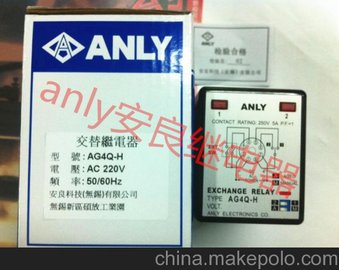 ANLY
交替繼電器
型 號 : AG4Q-H
電 壓 : AC 220V
頻 率 : 50/60Hz
安良科技(無錫)有限公司
無錫新區碩放工業園
ANLY
檢驗合格
ANLY
1
2
CONTACT RATING: 250V 5A P.F=1
EXCHANGE RELAY
TYPE AG4Q-H
VOLT.
ANLY ELECTRONICS CO.
anly安良继电器
china.makepolo.com